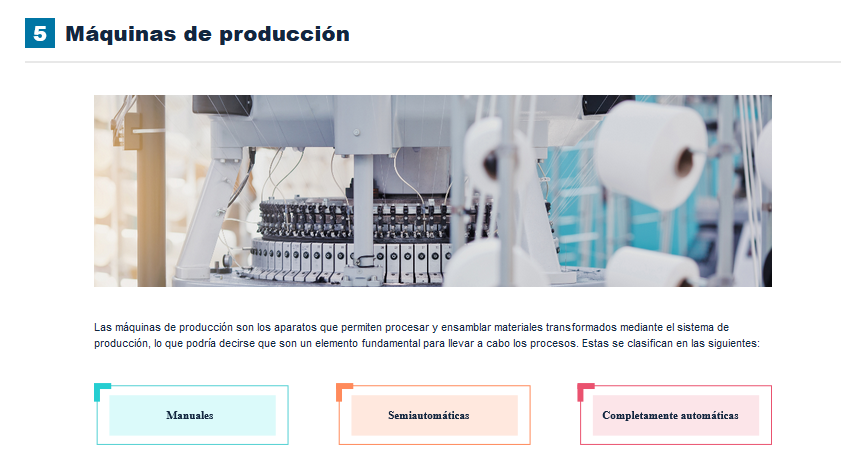 5 Máquinas de producción
Las máquinas de producción son los aparatos que permiten procesar y ensamblar materiales transformados mediante el sistema de
producción, lo que podría decirse que son un elemento fundamental para llevar a cabo los procesos. Estas se clasifican en las siguientes:
Manuales
Semiautomáticas
Completamente automáticas